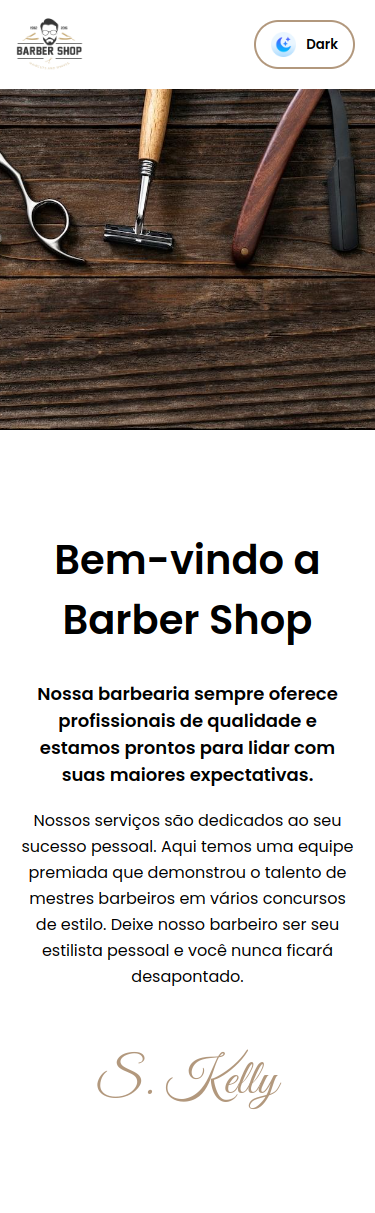 BARBER SHOP
Dark
Bem-vindo a
Barber Shop
Nossa barbearia sempre oferece
profissionais de qualidade e
estamos prontos para lidar com
suas maiores expectativas.
Nossos serviços são dedicados ao seu
sucesso pessoal. Aqui temos uma equipe
premiada que demonstrou o talento de
mestres barbeiros em vários concursos
de estilo. Deixe nosso barbeiro ser seu
estilista pessoal e você nunca ficará
desapontado.
S. Kelly